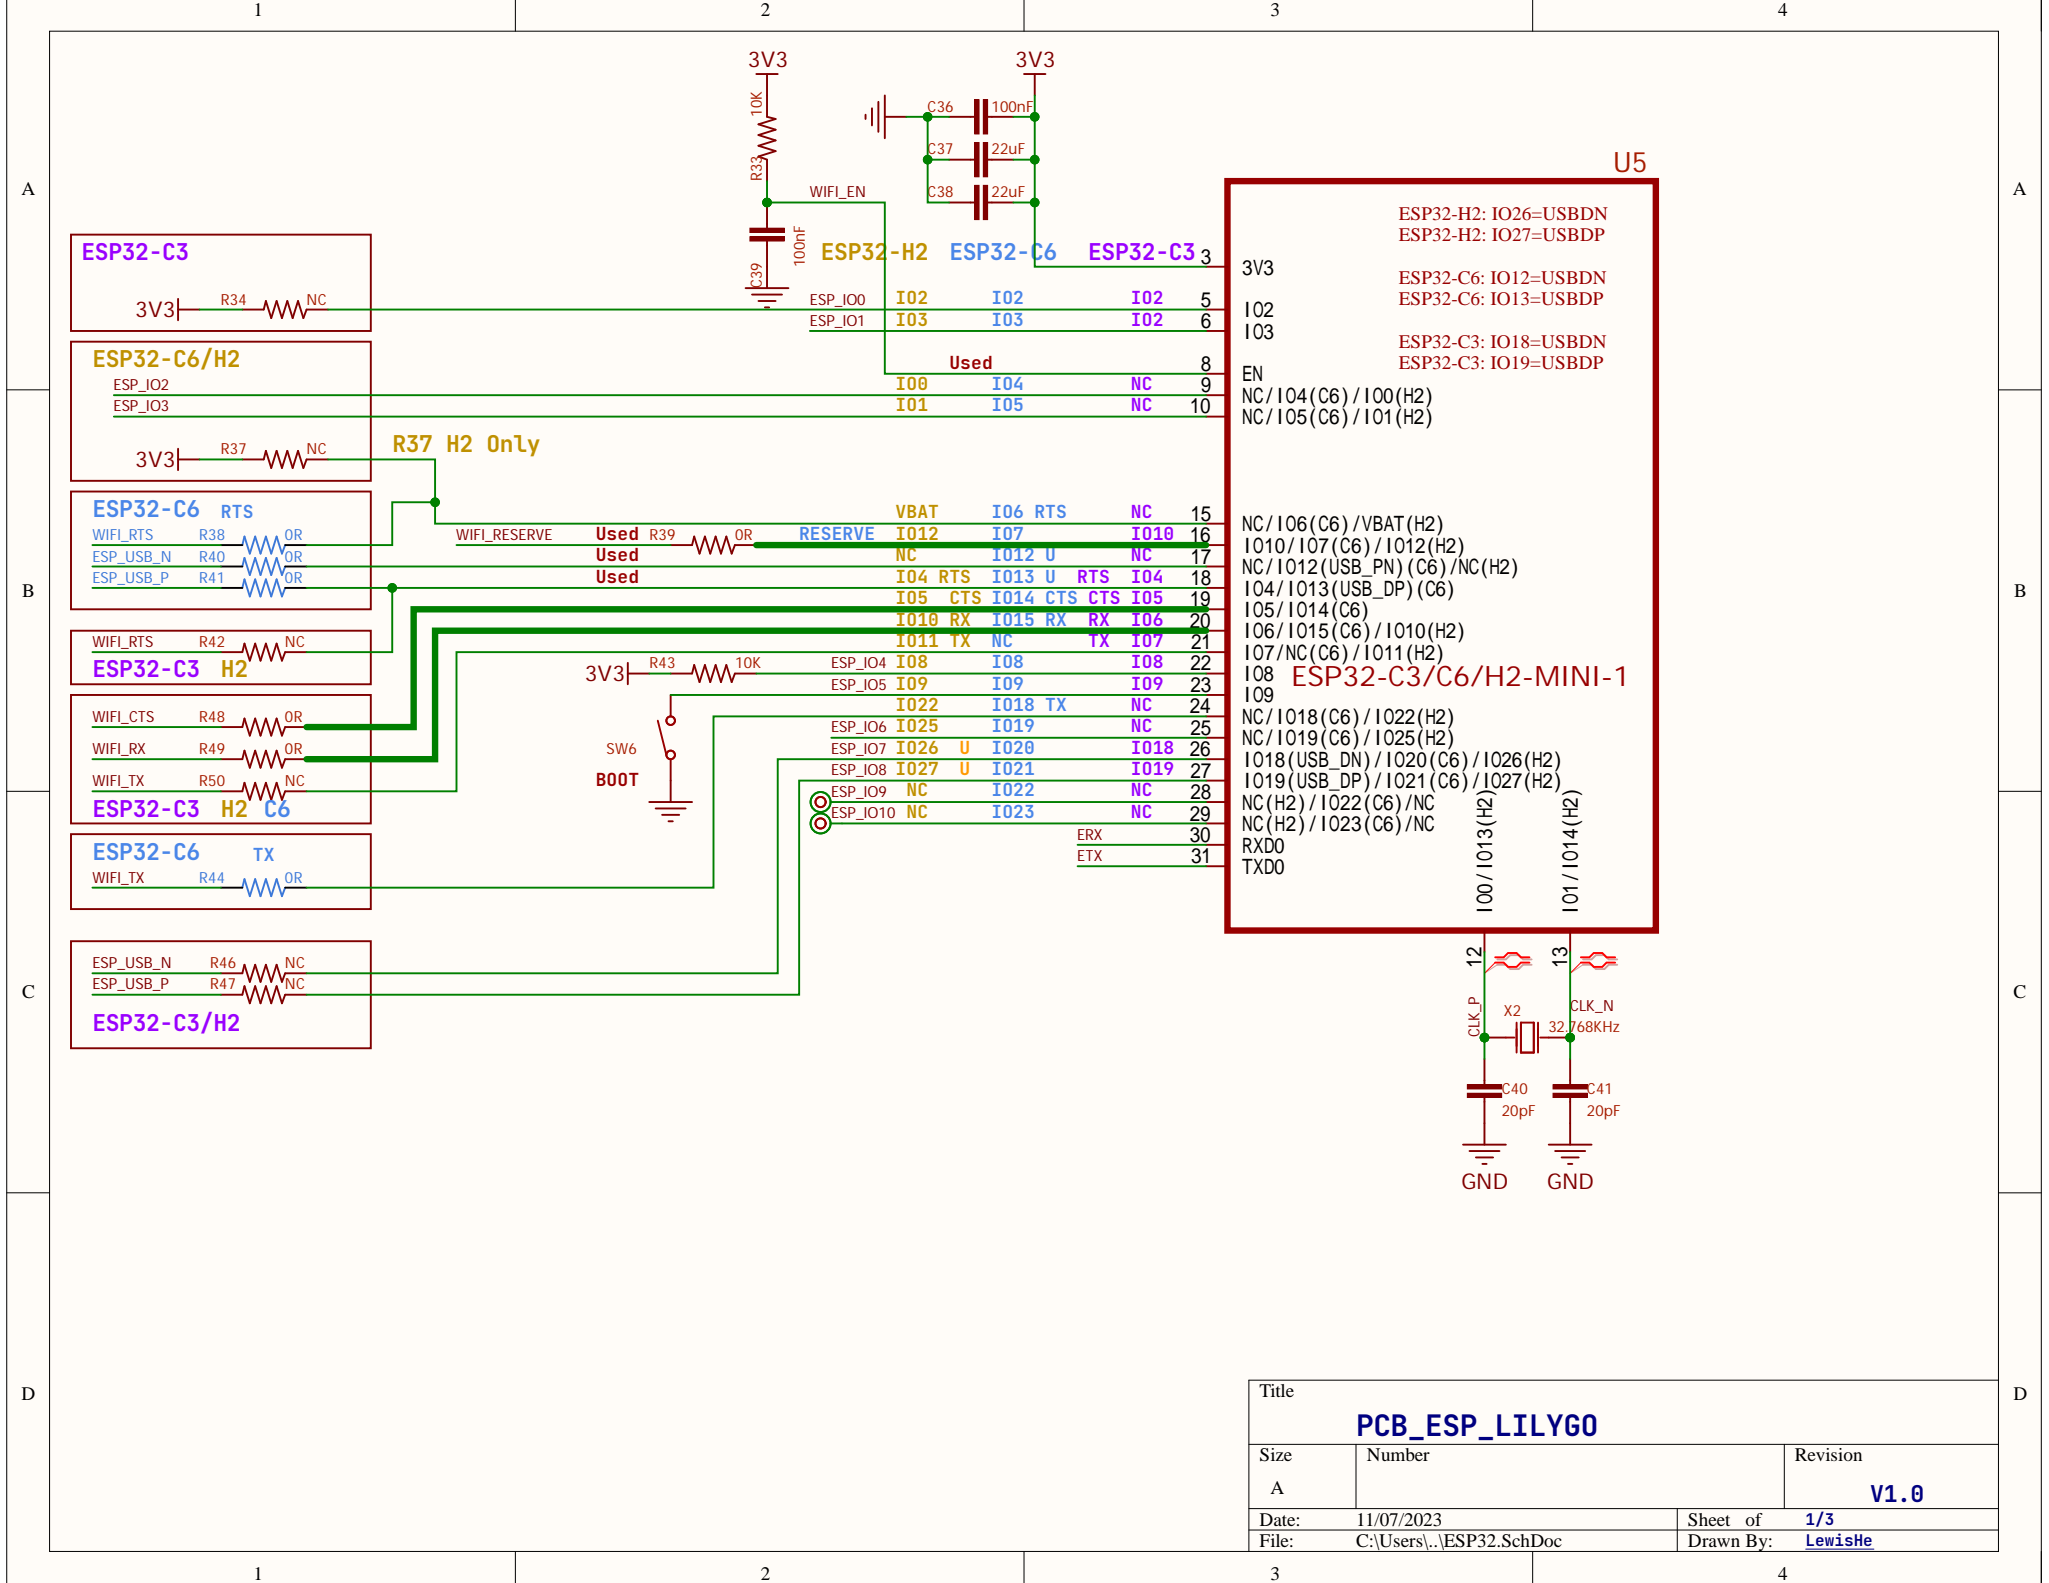 1 2 3 4
3V3 3V3
10K
R33
C36 100nF
C37 22uF
C38 22uF
U5
A A
WIFI_EN
100nF
C39
ESP32-H2: IO26=USBDN
ESP32-H2: IO27=USBDP
ESP32-C6: IO12=USBDN
ESP32-C6: IO13=USBDP
ESP32-C3: IO18=USBDN
ESP32-C3: IO19=USBDP
ESP32-C3
3V3 R34 NC
ESP32-H2 ESP32-C6 ESP32-C3 3 3V3
ESP_IO0 IO2 IO2 IO2 5 IO2
ESP_IO1 IO3 IO3 IO2 6 IO3
Used 8 EN
ESP32-C6/H2
ESP_IO2 IO0 IO4 NC 9 NC/IO4(C6)/IO0(H2)
ESP_IO3 IO1 IO5 NC 10 NC/IO5(C6)/IO1(H2)
3V3 R37 NC R37 H2 Only
B B
ESP32-C6 RTS
VBAT IO6 RTS NC 15 NC/IO6(C6)/VBAT(H2)
WIFI_RTS R38 0R WIFI_RESERVE Used R39 0R RESERVE IO12 IO7 IO10 16 IO10/IO7(C6)/IO12(H2)
ESP_USB_N R40 0R Used NC IO12 U NC 17 NC/IO12(USB_PN)(C6)/NC(H2)
ESP_USB_P R41 0R Used IO4 RTS IO13 U RTS IO4 18 IO4/IO13(USB_DP)(C6)
IO5 CTS IO14 CTS CTS IO5 19 IO5/IO14(C6)
IO10 RX IO15 RX RX IO6 20 IO6/IO15(C6)/IO10(H2)
WIFI_RTS R42 NC IO11 TX NC TX IO7 21 IO7/NC(C6)/IO11(H2)
ESP32-C3 H2
3V3 R43 10K ESP_IO4 IO8 IO8 IO8 22 IO8
ESP32-C3/C6/H2-MINI-1
ESP_IO5 IO9 IO9 IO9 23 IO9
IO22 IO18 TX NC 24 NC/IO18(C6)/IO22(H2)
WIFI_CTS R48 0R
ESP_IO6 IO25 IO19 NC 25 NC/IO19(C6)/IO25(H2)
WIFI_RX R49 0R
SW6
ESP_IO7 IO26 U IO20 IO18 26 IO18(USB_DN)/IO20(C6)/IO26(H2)
WIFI_TX R50 NC
BOOT
ESP_IO8 IO27 U IO21 IO19 27 IO19(USB_DP)/IO21(C6)/IO27(H2)
ESP_IO9 NC IO22 NC 28 NC(H2)/IO22(C6)/NC
ESP32-C3 H2 C6
ESP_IO10 NC IO23 NC 29 NC(H2)/IO23(C6)/NC
ERX 30 RXD0
ETX 31 TXD0
IO0/IO13(H2)
IO1/IO14(H2)
ESP32-C6 TX
WIFI_TX R44 0R
12 13
C C
ESP_USB_N R46 NC
ESP_USB_P R47 NC
ESP32-C3/H2
CLK_P X2 CLK_N
32.768KHz
C40 C41
20pF 20pF
GND GND
D D
Title
PCB_ESP_LILYGO
Size Number Revision
A V1.0
Date: 11/07/2023 Sheet of 1/3
File: C:\Users\..\ESP32.SchDoc Drawn By: LewisHe
1 2 3 4